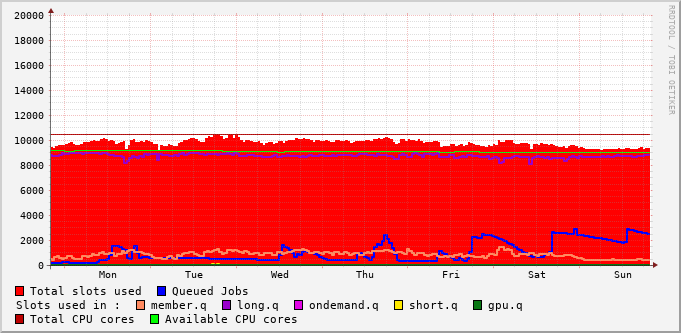 20000
18000
16000
14000
12000
10000
8000
6000
4000
2000
0
Mon Tue Wed Thu Fri Sat Sun
Total slots used Queued Jobs
Slots used in : member.q long.q ondemand.q short.q gpu.q
Total CPU cores Available CPU cores
RRDTOOL / TOBI OETIKER